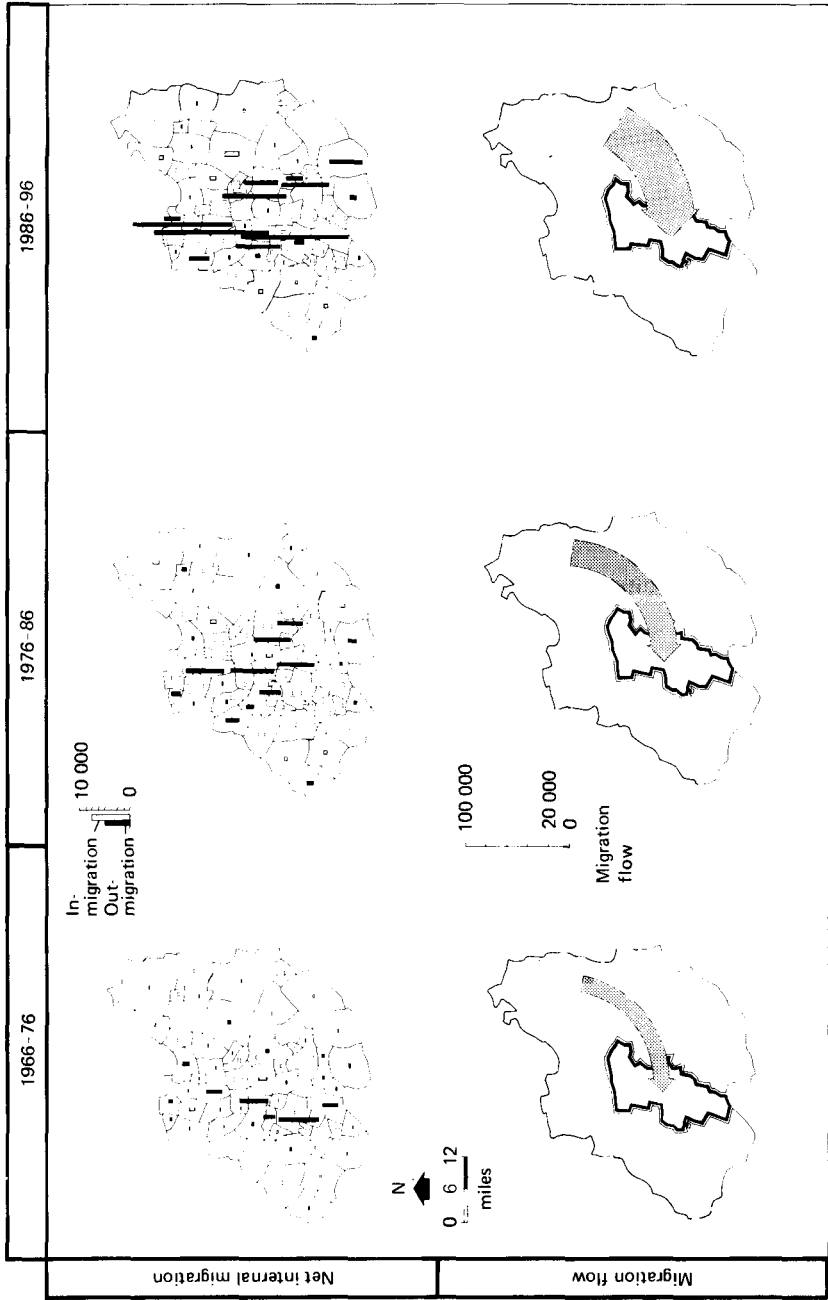 1966-76
1976-86
1986-96
Net internal migration
In-
migration
Out-
migration
10 000
0
N
0 6 12
miles
Migration flow
100 000
20 000
0
Migration
flow